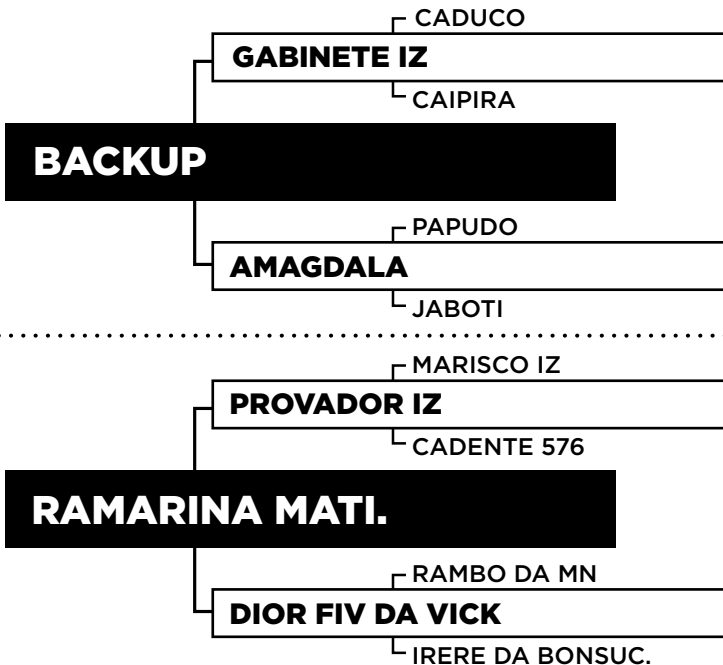 CADUCO
GABINETE IZ
CAIPIRA
BACKUP
PAPUDO
AMAGDALA
JABOTI
MARISCO IZ
PROVADOR IZ
CADENTE 576
RAMARINA MATI.
RAMBO DA MN
DIOR FIV DA VICK
IRERE DA BONSUC.